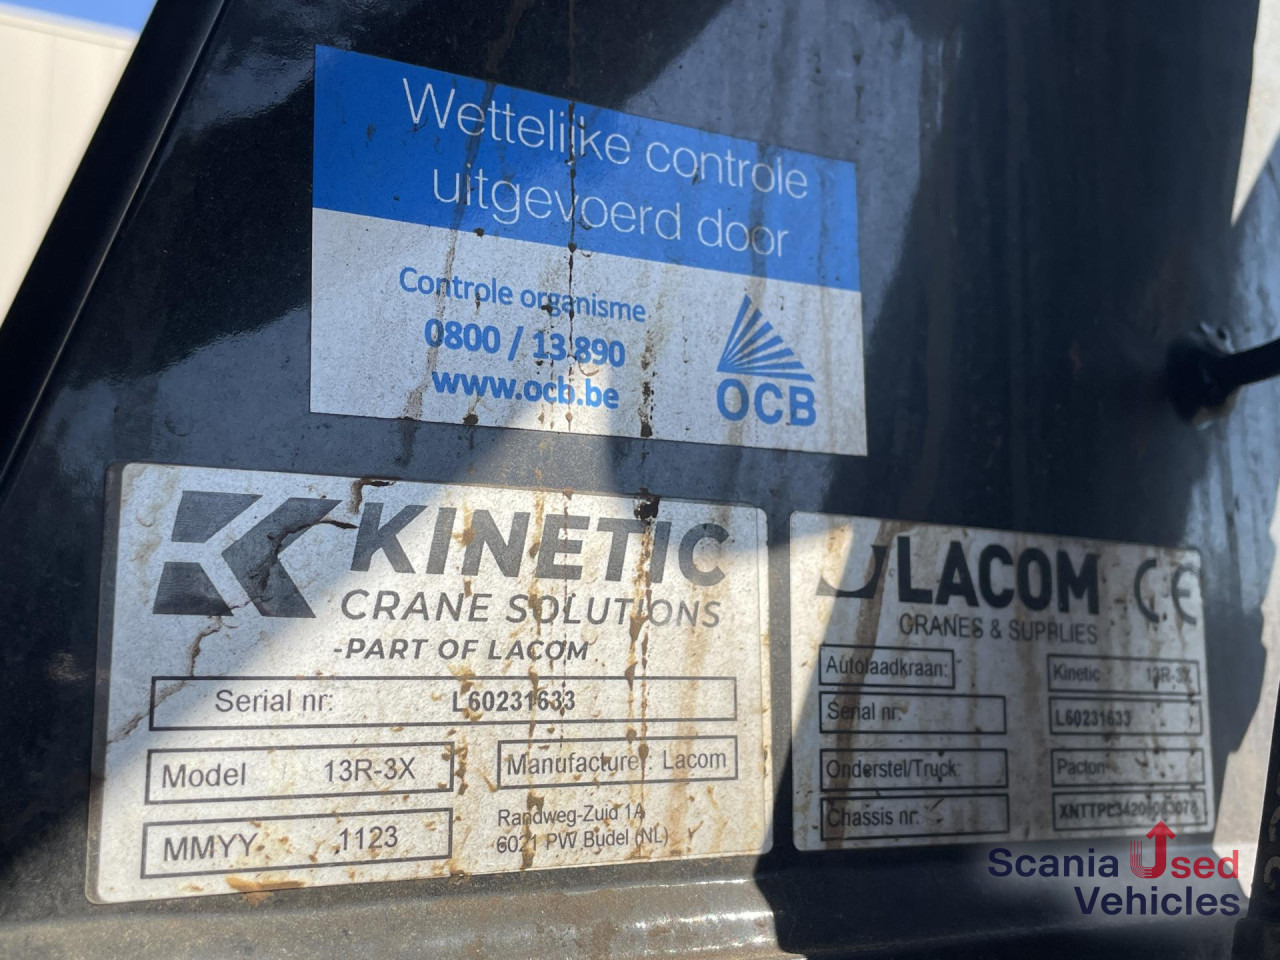 Wettelijke controle
uitgevoerd door
Controle organisme
0800 / 13 890
www.ocb.be
OCB
KINETIC
CRANE SOLUTIONS
-PART OF LACOM
Serial nr: L60231633
Model 13R-3X
Manufacturer: Lacom
MMYY 1123
Randweg-Zuid 1A
6021 PW Budel (NL)
LACOM CE
CRANES & SUPPLIES
Autolaadkraan: Kinetic 13R-3X
Serial nr: L60231633
Onderstel/Truck: Pacton
Chassis nr:
Scania Used
Vehicles